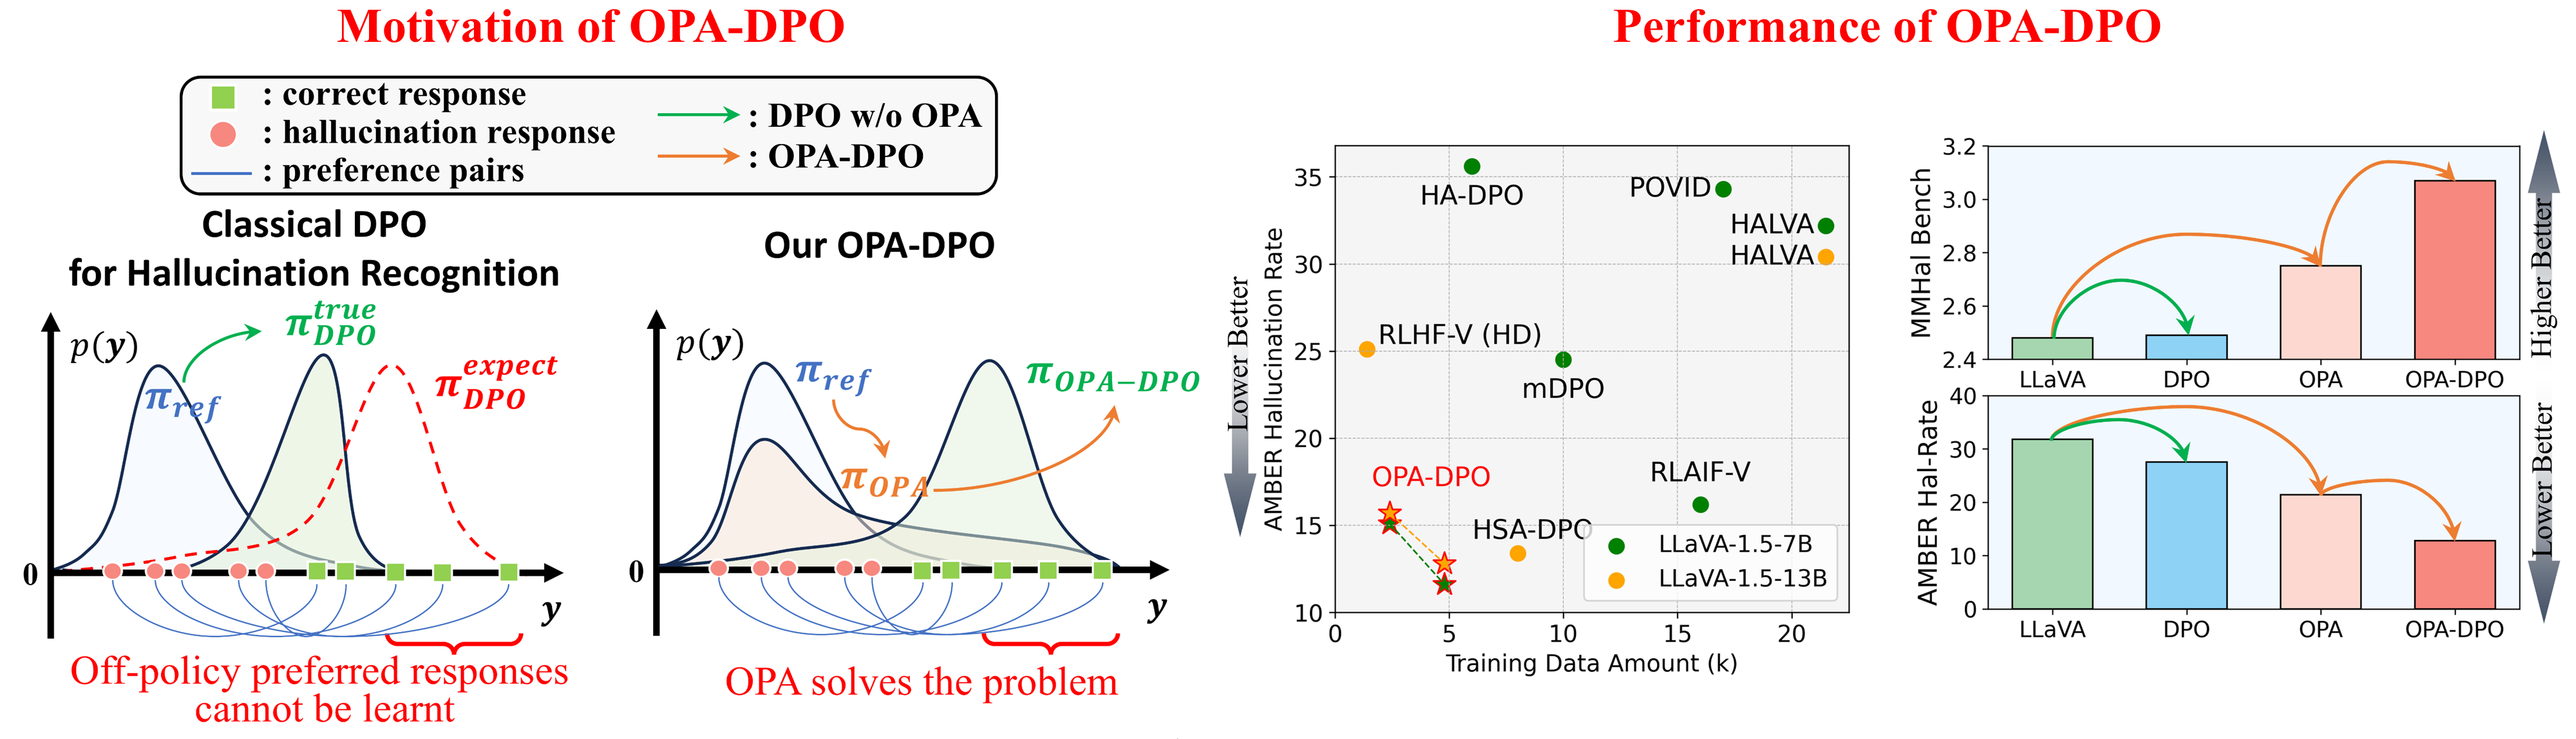 Motivation of OPA-DPO
: correct response
: hallucination response
: preference pairs
: DPO w/o OPA
: OPA-DPO
Classical DPO
for Hallucination Recognition
p(y)
π_ref
π_DPO^true
π_DPO^expect
0
y
Off-policy preferred responses
cannot be learnt
Our OPA-DPO
p(y)
π_ref
π_OPA
π_OPA-DPO
0
y
OPA solves the problem
Performance of OPA-DPO
Lower Better
AMBER Hallucination Rate
35
30
25
20
15
10
0
5
10
15
20
Training Data Amount (k)
HA-DPO
POVID
HALVA
HALVA
RLHF-V (HD)
mDPO
OPA-DPO
RLAIF-V
HSA-DPO
LLaVA-1.5-7B
LLaVA-1.5-13B
MMHal Bench
3.2
3.0
2.8
2.6
2.4
LLaVA
DPO
OPA
OPA-DPO
Higher Better
AMBER Hal-Rate
40
30
20
10
0
LLaVA
DPO
OPA
OPA-DPO
Lower Better